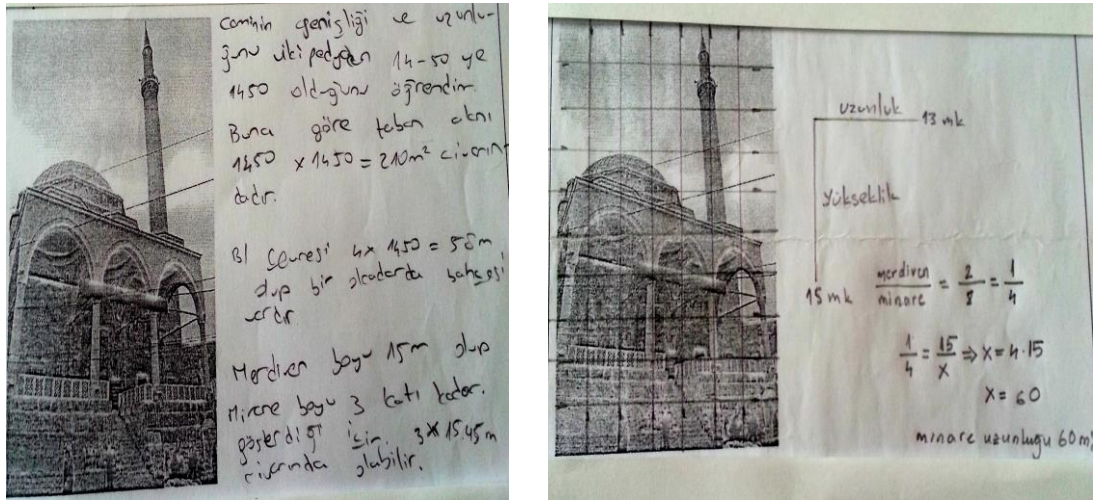 caminin genişliği ve uzunlu-
ğunu vikipedyadan 14-50 ye
1450 olduğunu öğrendim.
Buna göre taban alanı
1450 x 1450 = 210m² civarın
dadır.
B) Çevresi 4x 1450 = 58m
olup bir okadarda bahçesi
vardır
Merdiven boyu 15m olup
Minare boyu 3 katı kadar.
gösterdiği için. 3x15,45m
civarında olabilir.
uzunluk
13 mk
Yükseklik
15 mk
merdiven / minare = 2/8 = 1/4
1/4 = 15/x ⇒ x = 4.15
x = 60
minare uzunluğu 60m